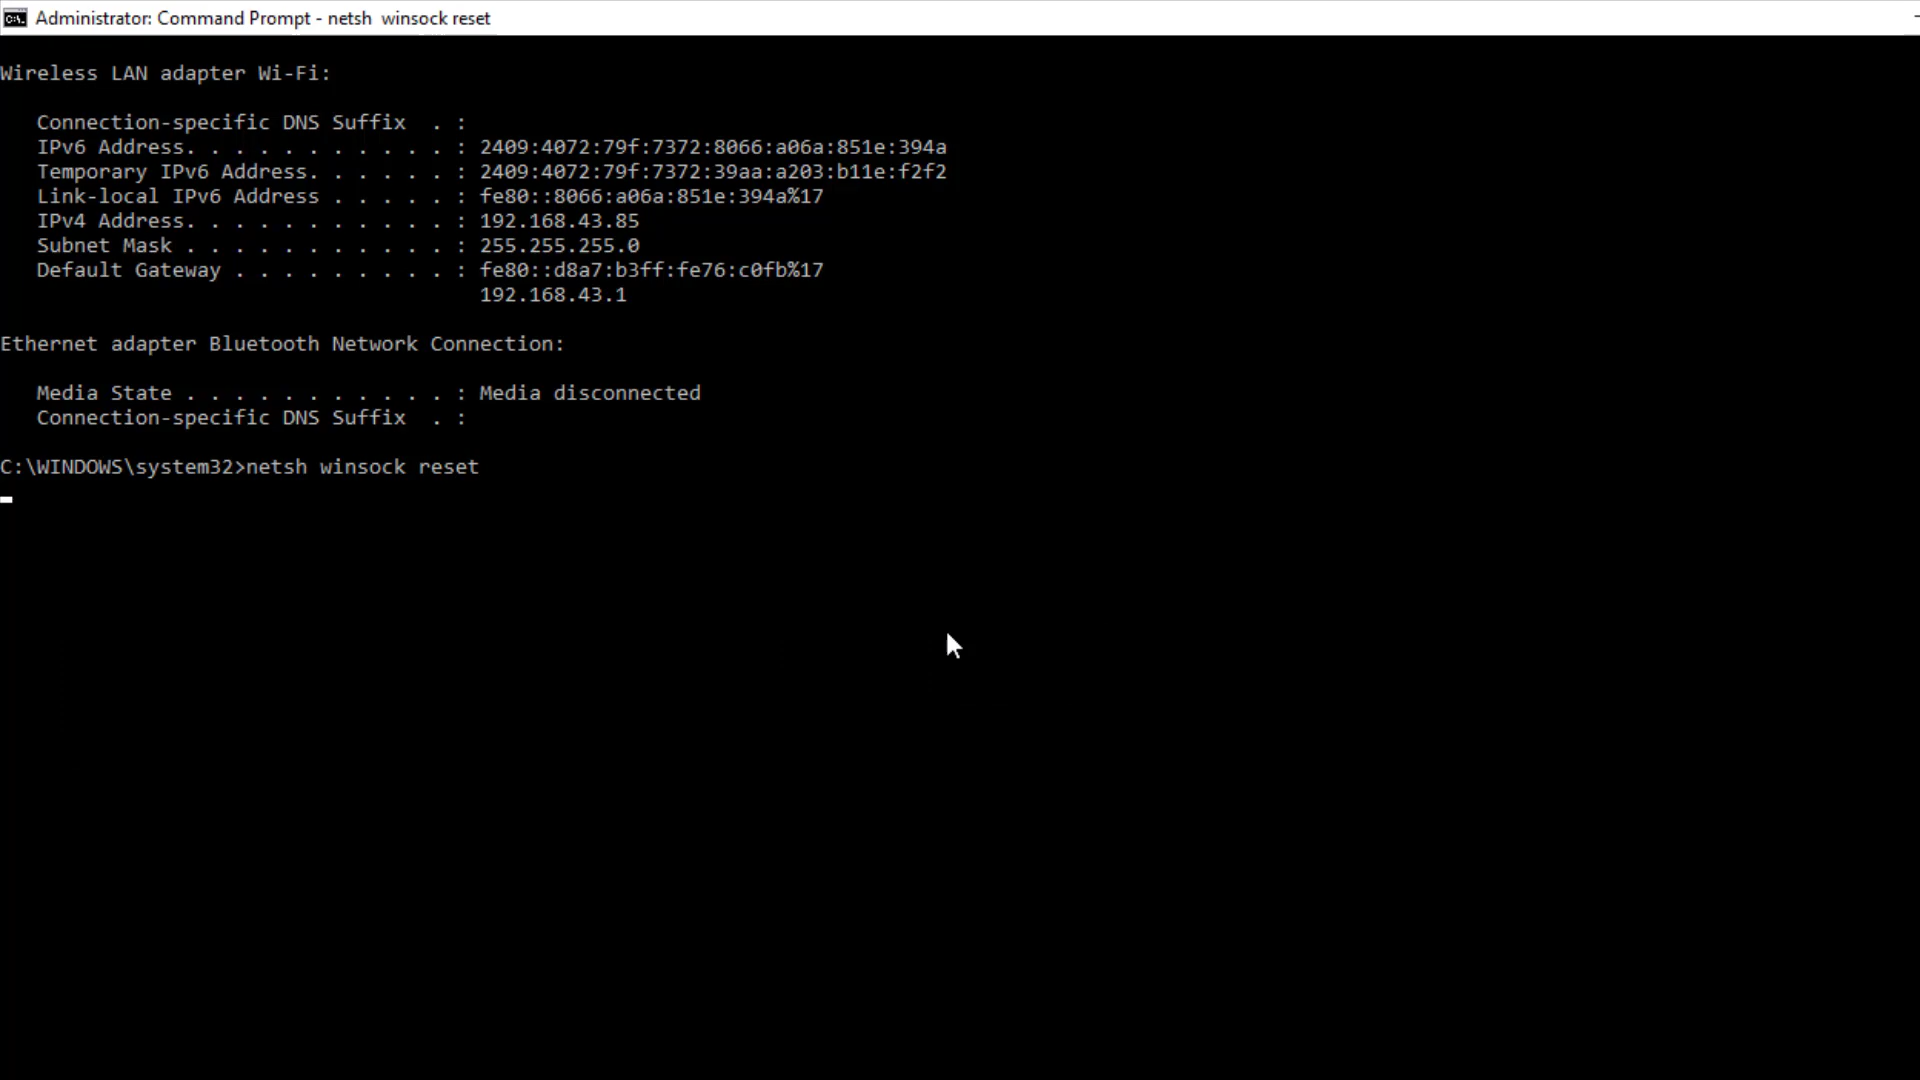 Administrator: Command Prompt - netsh  winsock reset
Wireless LAN adapter Wi-Fi:
   Connection-specific DNS Suffix  . :
   IPv6 Address. . . . . . . . . . . : 2409:4072:79f:7372:8066:a06a:851e:394a
   Temporary IPv6 Address. . . . . . : 2409:4072:79f:7372:39aa:a203:b11e:f2f2
   Link-local IPv6 Address . . . . . : fe80::8066:a06a:851e:394a%17
   IPv4 Address. . . . . . . . . . . : 192.168.43.85
   Subnet Mask . . . . . . . . . . . : 255.255.255.0
   Default Gateway . . . . . . . . . : fe80::d8a7:b3ff:fe76:c0fb%17
                                       192.168.43.1
Ethernet adapter Bluetooth Network Connection:
   Media State . . . . . . . . . . . : Media disconnected
   Connection-specific DNS Suffix  . :
C:\WINDOWS\system32>netsh winsock reset